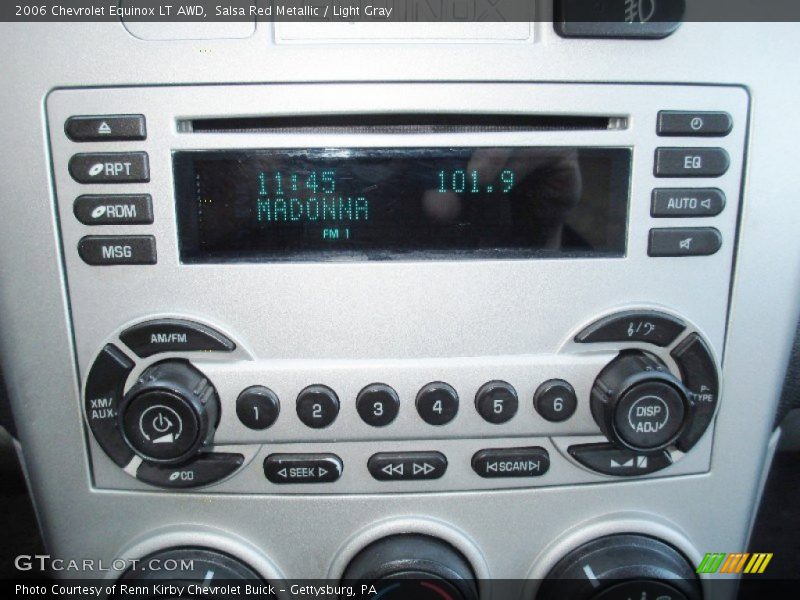 2006 Chevrolet Equinox LT AWD,  Salsa Red Metallic / Light Gray
RPT
EQ
RDM
AUTO
MSG
11:45 101.9
MADONNA
FM 1
AM/FM
XM/
AUX
CD
1 2 3 4 5 6
DISP
ADJ
P-
TYPE
SEEK
SCAN
GTCARLOT.COM
Photo Courtesy of Renn Kirby Chevrolet Buick - Gettysburg, PA